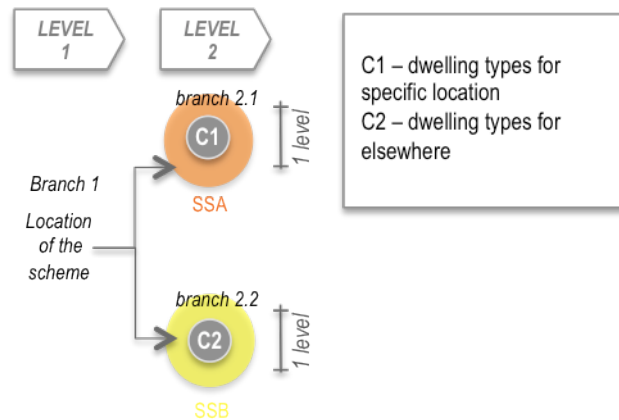 LEVEL
1
LEVEL
2
C1 – dwelling types for
specific location
C2 – dwelling types for
elsewhere
branch 2.1
C1
1 level
SSA
Branch 1
Location
of the
scheme
branch 2.2
C2
1 level
SSB